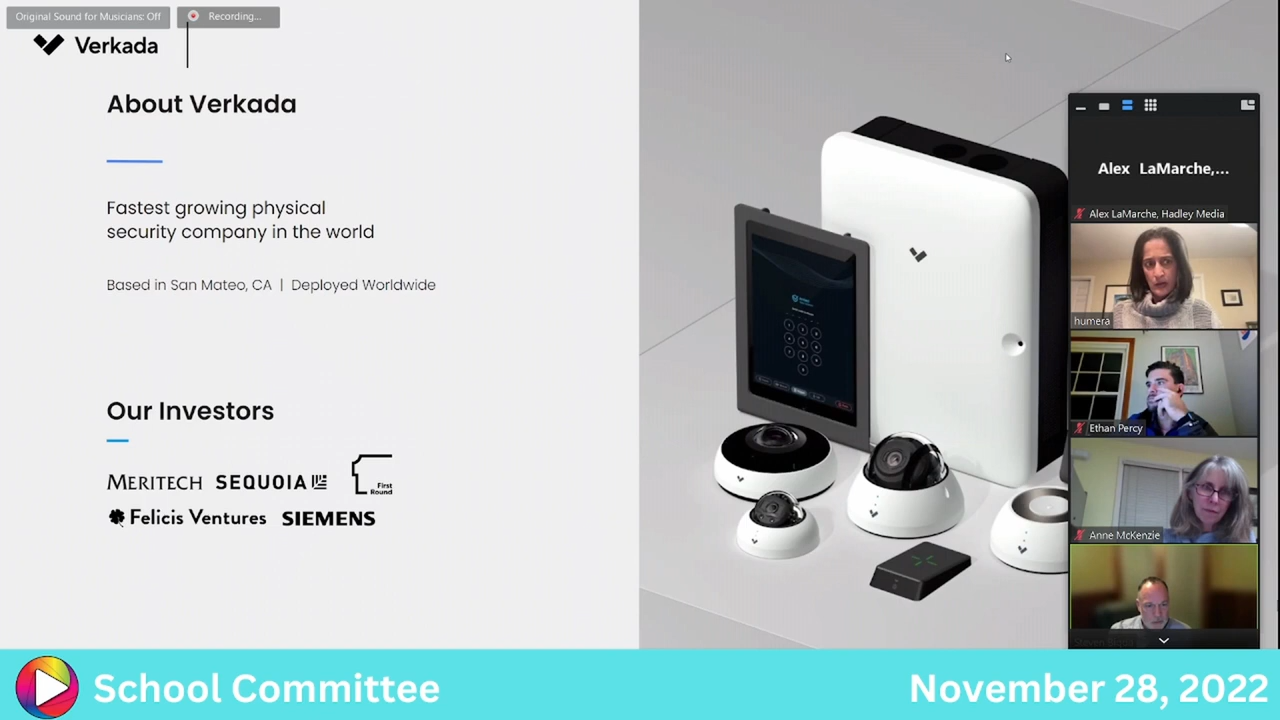 Original Sound for Musicians: Off
Recording...
Verkada
About Verkada
Fastest growing physical
security company in the world
Based in San Mateo, CA | Deployed Worldwide
Our Investors
MERITECH SEQUOIA First
Round
Felicis Ventures SIEMENS
Alex LaMarche,...
Alex LaMarche, Hadley Media
humera
Ethan Percy
Anne McKenzie
School Committee
November 28, 2022